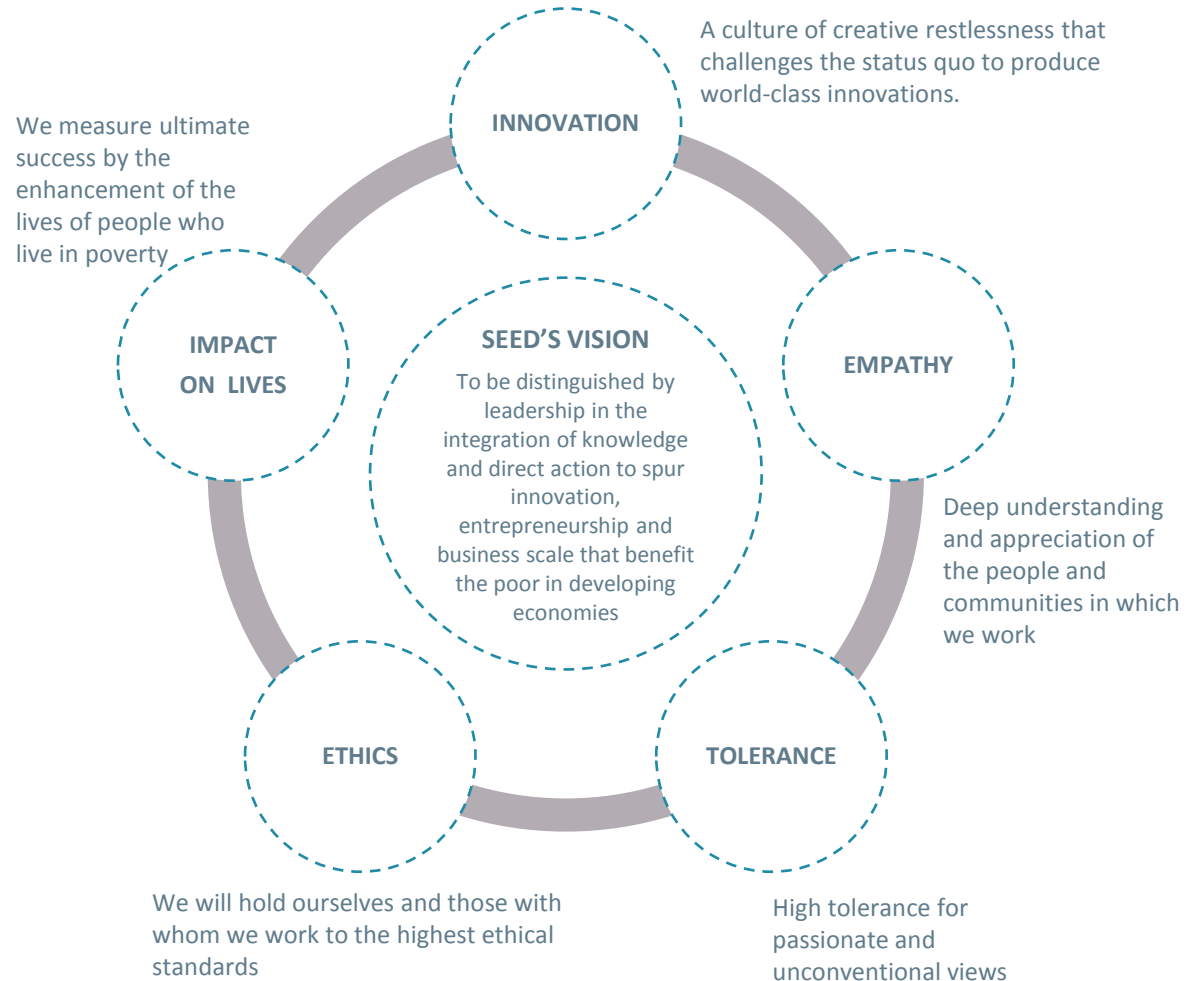 A culture of creative restlessness that
challenges the status quo to produce
world-class innovations.
INNOVATION
We measure ultimate
success by the
enhancement of the
lives of people who
live in poverty
IMPACT
ON LIVES
SEED'S VISION
To be distinguished by
leadership in the
integration of knowledge
and direct action to spur
innovation,
entrepreneurship and
business scale that benefit
the poor in developing
economies
EMPATHY
Deep understanding
and appreciation of
the people and
communities in which
we work
ETHICS
TOLERANCE
We will hold ourselves and those with
whom we work to the highest ethical
standards
High tolerance for
passionate and
unconventional views